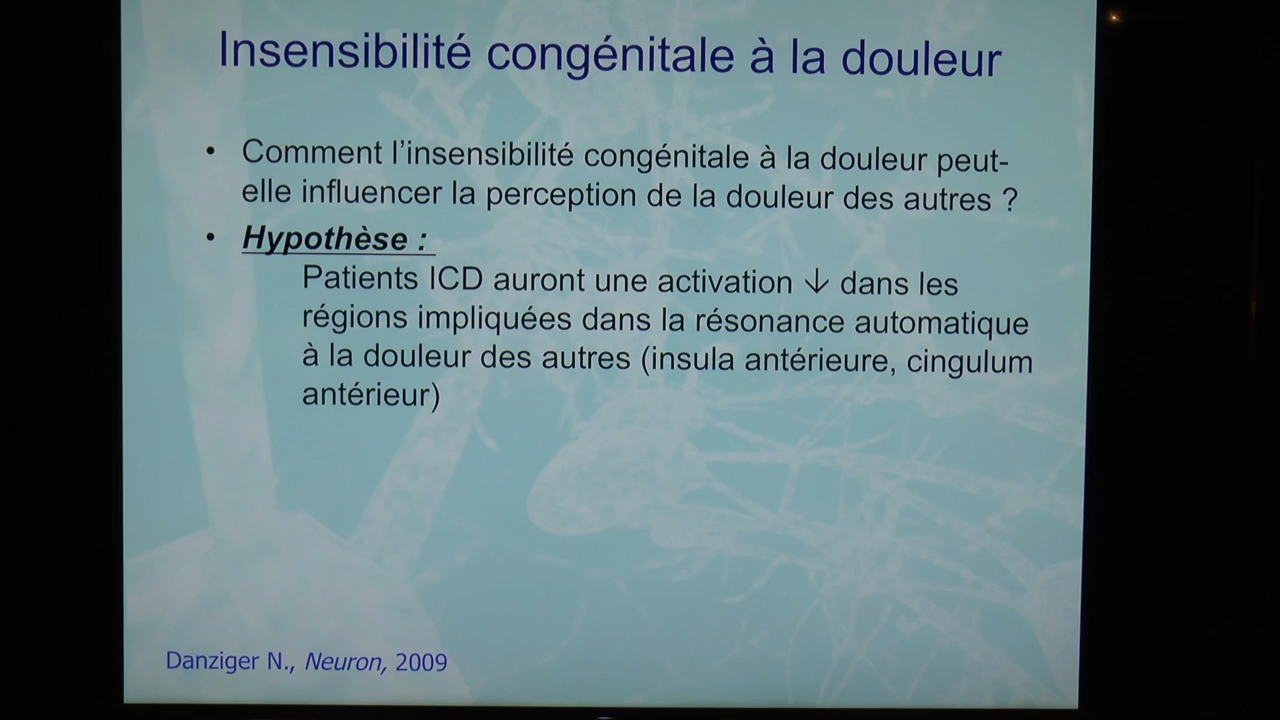 Insensibilité congénitale à la douleur
• Comment l'insensibilité congénitale à la douleur peut-
elle influencer la perception de la douleur des autres ?
• Hypothèse :
Patients ICD auront une activation ↓ dans les
régions impliquées dans la résonance automatique
à la douleur des autres (insula antérieure, cingulum
antérieur)
Danziger N., Neuron, 2009